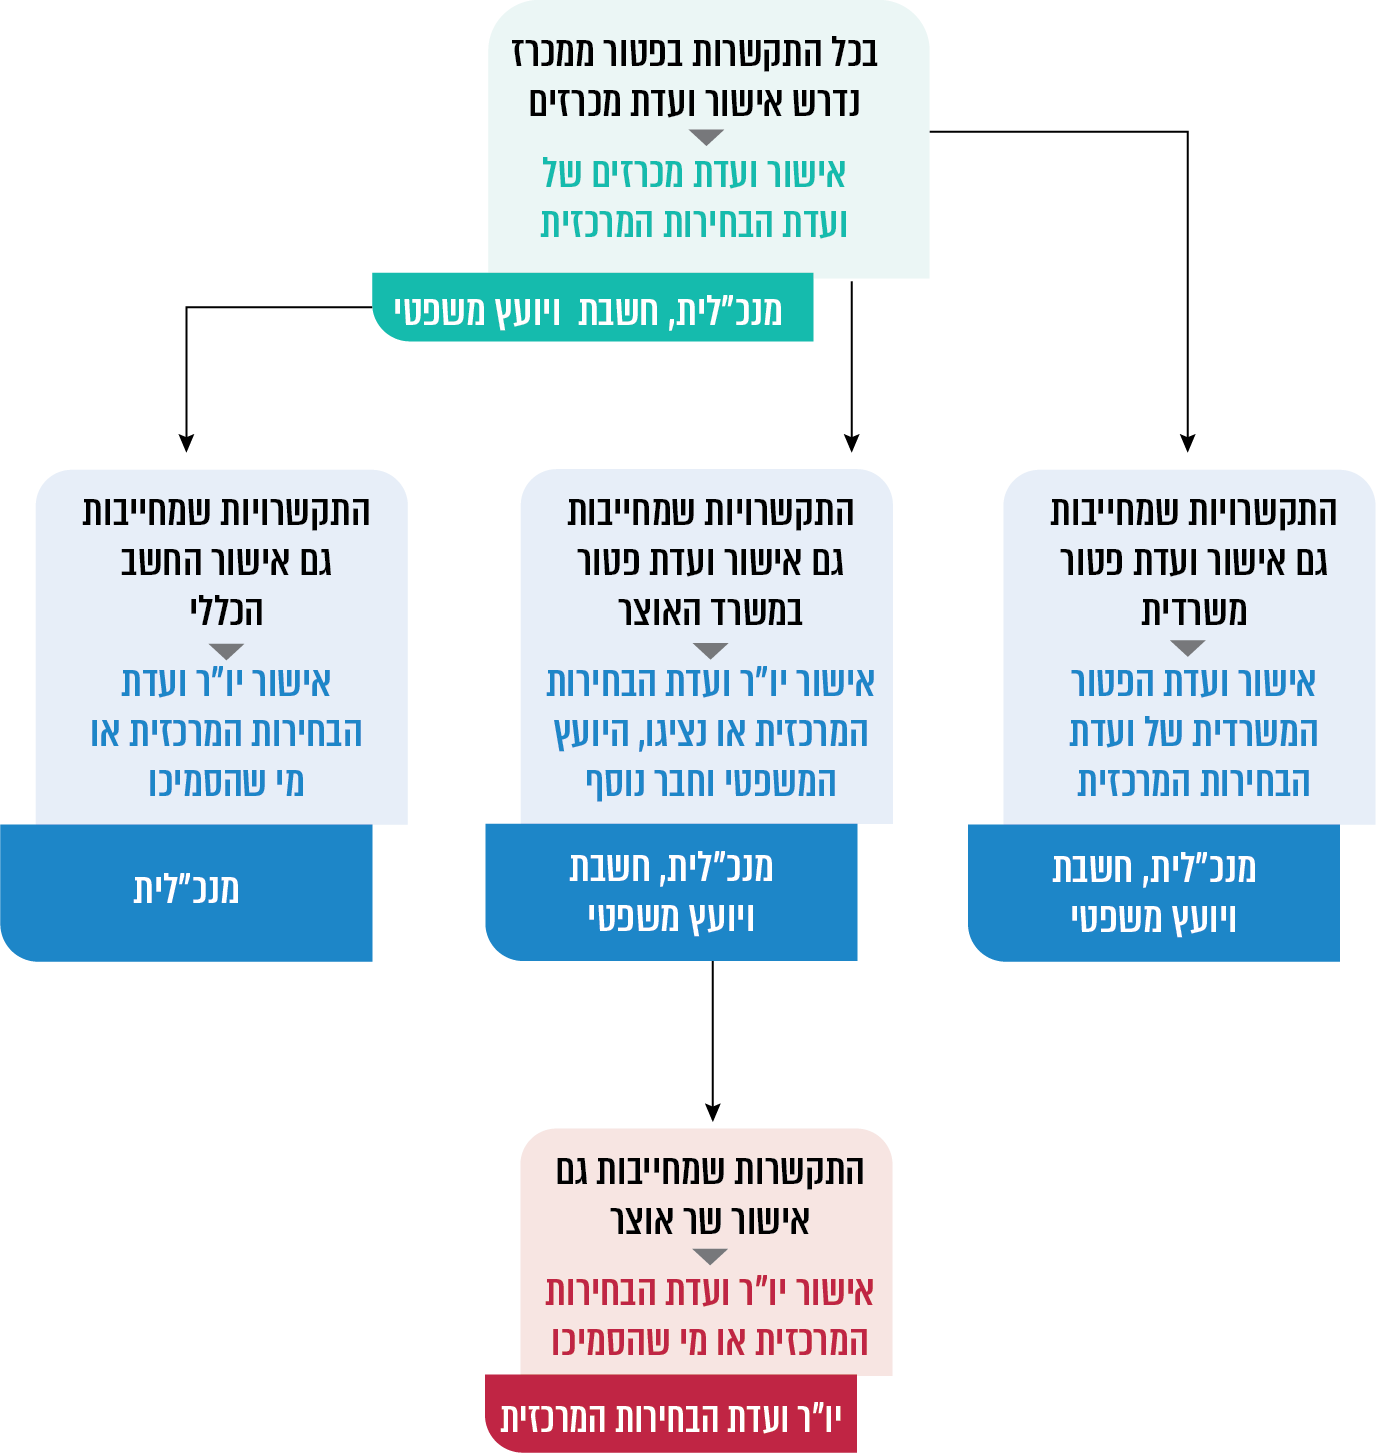 בכל התקשרות בפטור ממכרז
נדרש אישור ועדת מכרזים
אישור ועדת מכרזים של
ועדת הבחירות המרכזית
מנכ"לית, חשבת ויועץ משפטי
התקשרויות שמחייבות
גם אישור ועדת פטור
משרדית
אישור ועדת הפטור
המשרדית של ועדת
הבחירות המרכזית
מנכ"לית, חשבת
ויועץ משפטי
התקשרויות שמחייבות
גם אישור ועדת פטור
במשרד האוצר
אישור יו"ר ועדת הבחירות
המרכזית או נציגו, היועץ
המשפטי וחבר נוסף
מנכ"לית, חשבת
ויועץ משפטי
התקשרויות שמחייבות
גם אישור החשב
הכללי
אישור יו"ר ועדת
הבחירות המרכזית או
מי שהסמיכו
מנכ"לית
התקשרות שמחייבות גם
אישור שר אוצר
אישור יו"ר ועדת הבחירות
המרכזית או מי שהסמיכו
יו"ר ועדת הבחירות המרכזית